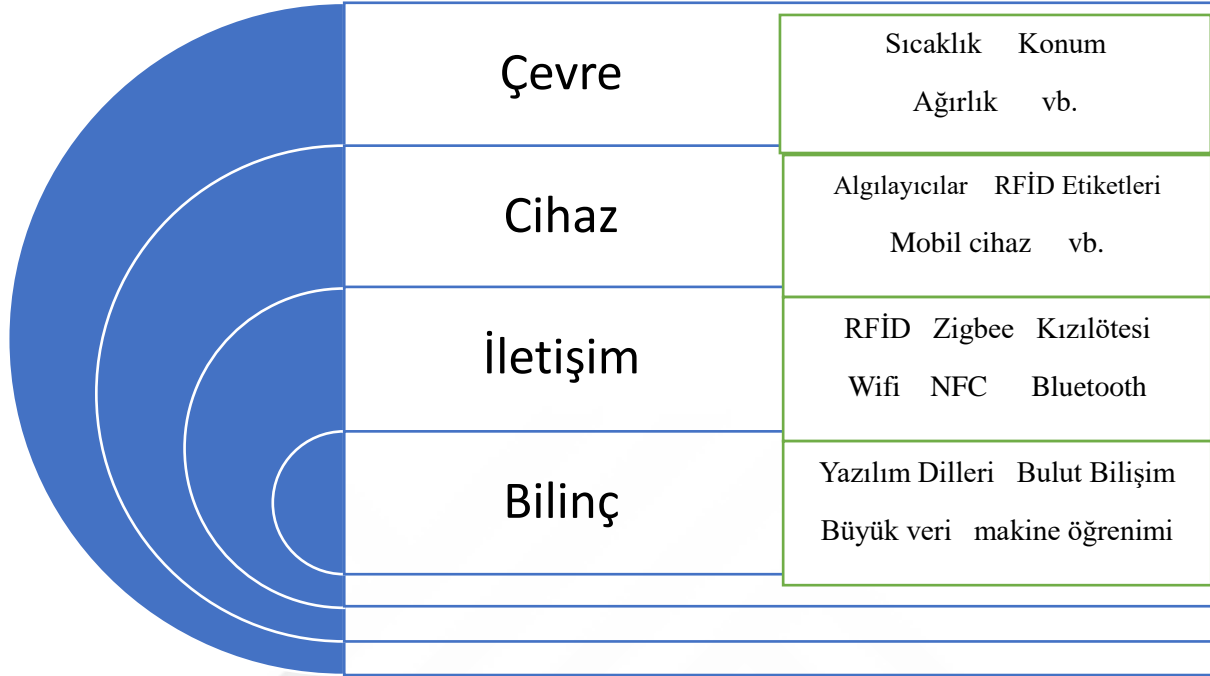 Çevre
Sıcaklık Konum
Ağırlık vb.
Cihaz
Algılayıcılar RFİD Etiketleri
Mobil cihaz vb.
İletişim
RFİD Zigbee Kızılötesi
Wifi NFC Bluetooth
Bilinç
Yazılım Dilleri Bulut Bilişim
Büyük veri makine öğrenimi